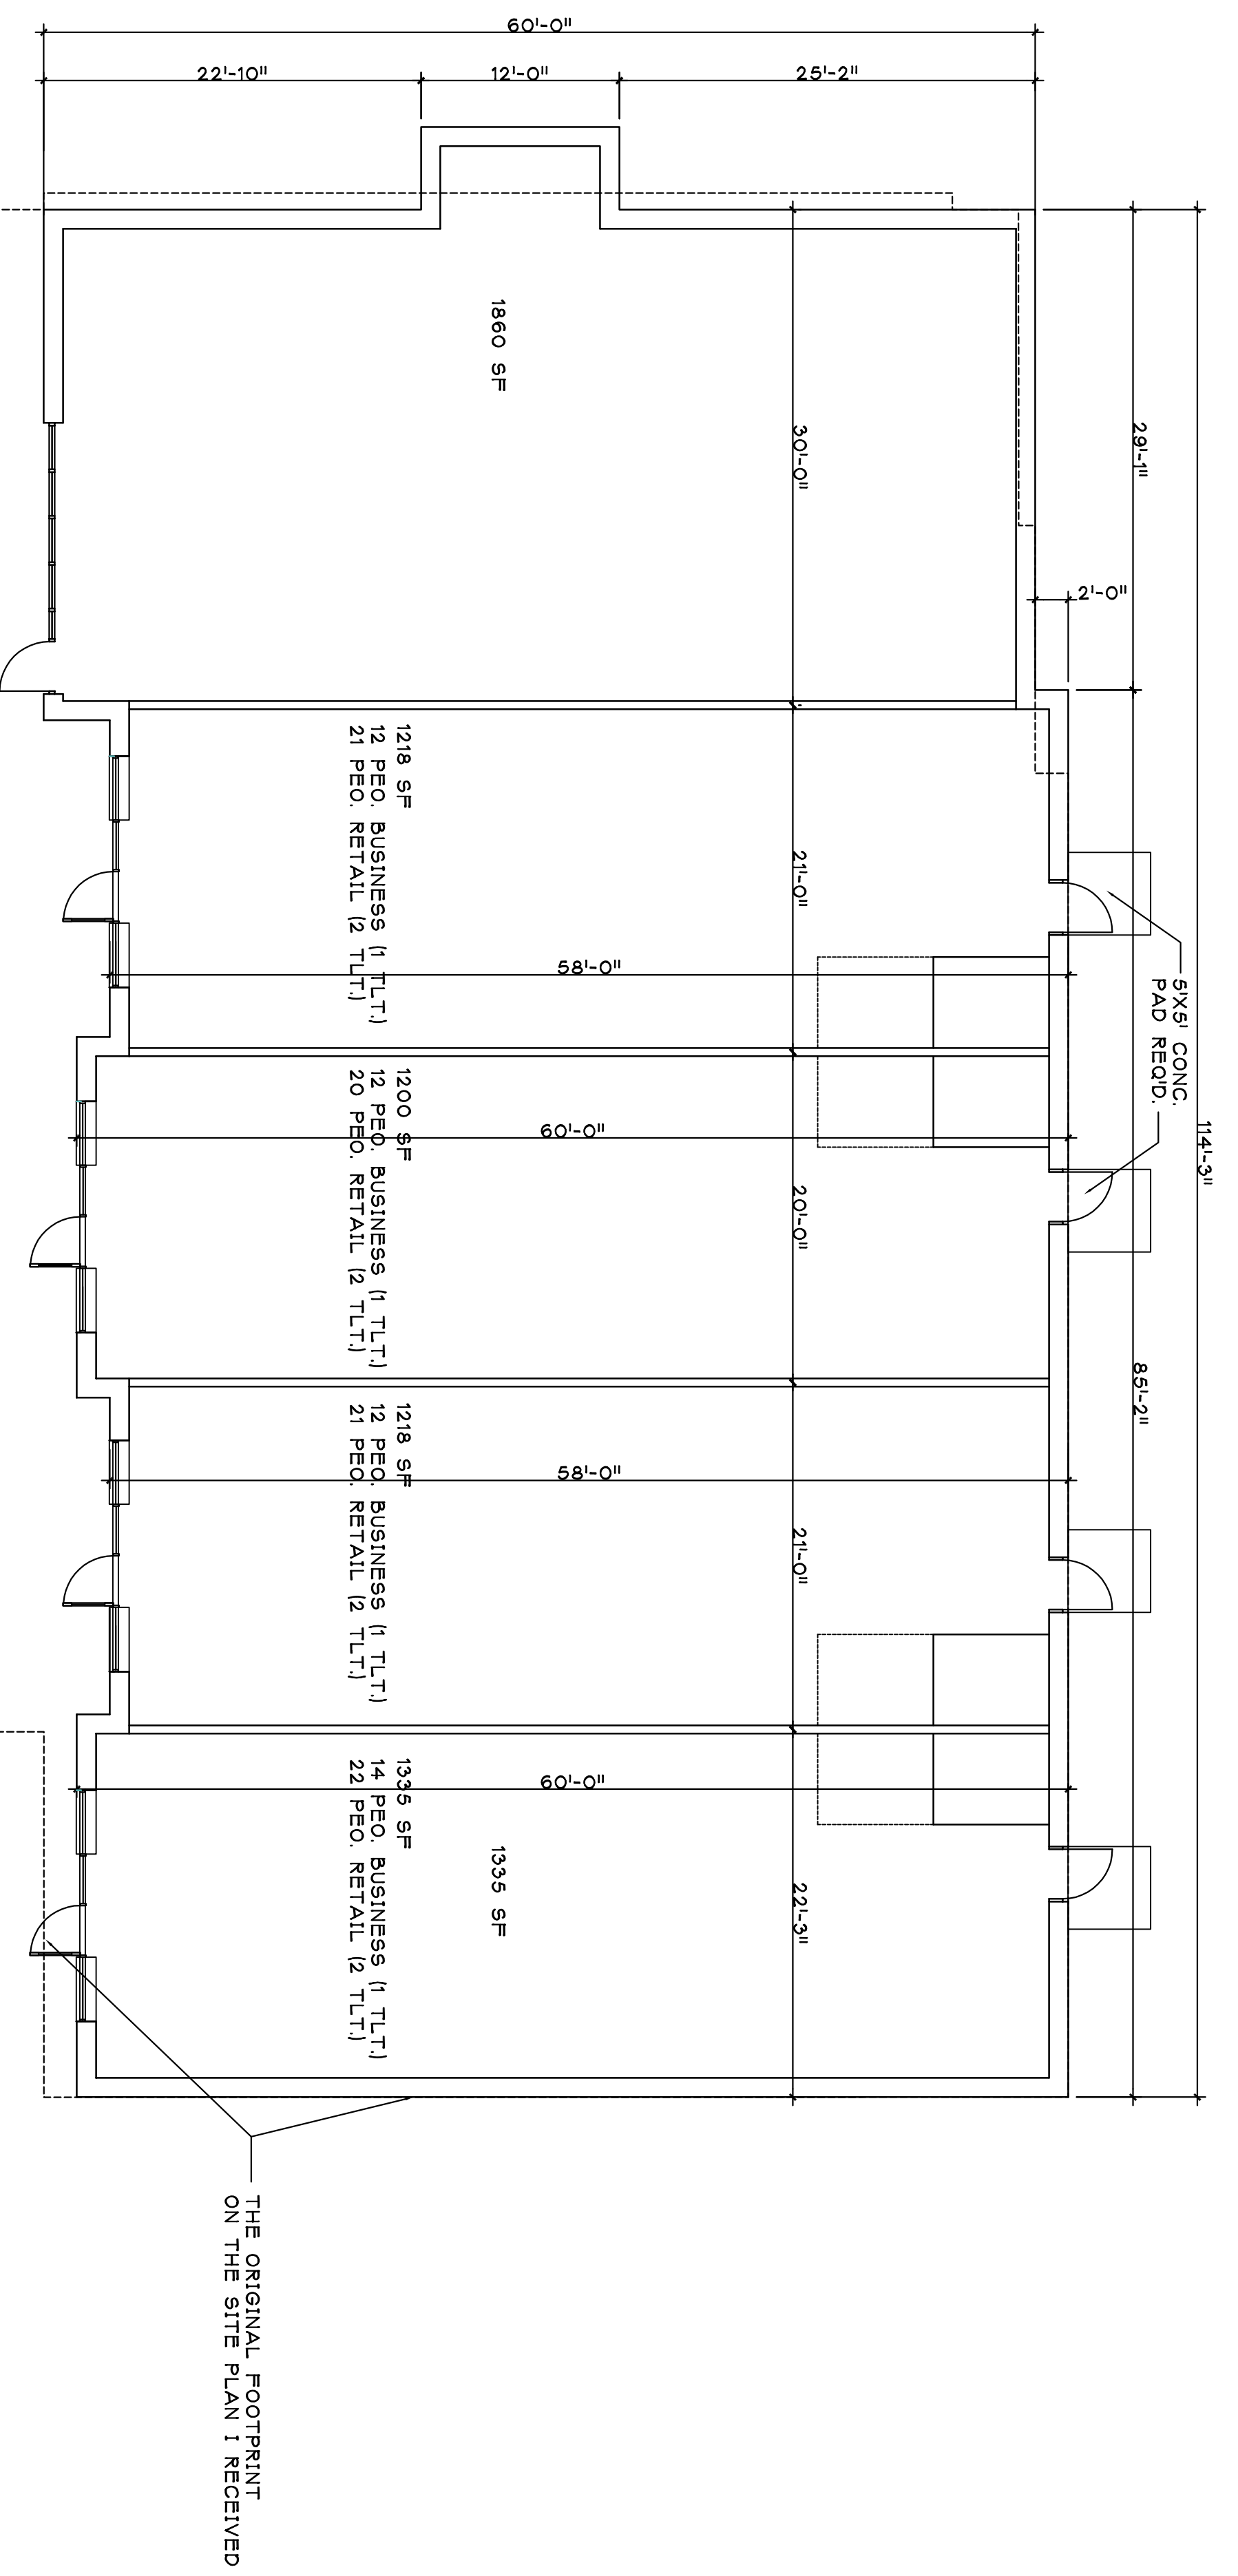 60'-0"
22'-10"
12'-0"
25'-2"
114'-3"
29'-1"
85'-2"
2'-0"
5'X5' CONC.
PAD REQ'D.
30'-0"
21'-0"
20'-0"
21'-0"
22'-3"
1860 SF
58'-0"
1218 SF
12 PEO. BUSINESS (1 TLT.)
21 PEO. RETAIL (2 TLT.)
60'-0"
1200 SF
12 PEO. BUSINESS (1 TLT.)
20 PEO. RETAIL (2 TLT.)
58'-0"
1218 SF
12 PEO. BUSINESS (1 TLT.)
21 PEO. RETAIL (2 TLT.)
60'-0"
1335 SF
1335 SF
14 PEO. BUSINESS (1 TLT.)
22 PEO. RETAIL (2 TLT.)
THE ORIGINAL FOOTPRINT
ON THE SITE PLAN I RECEIVED